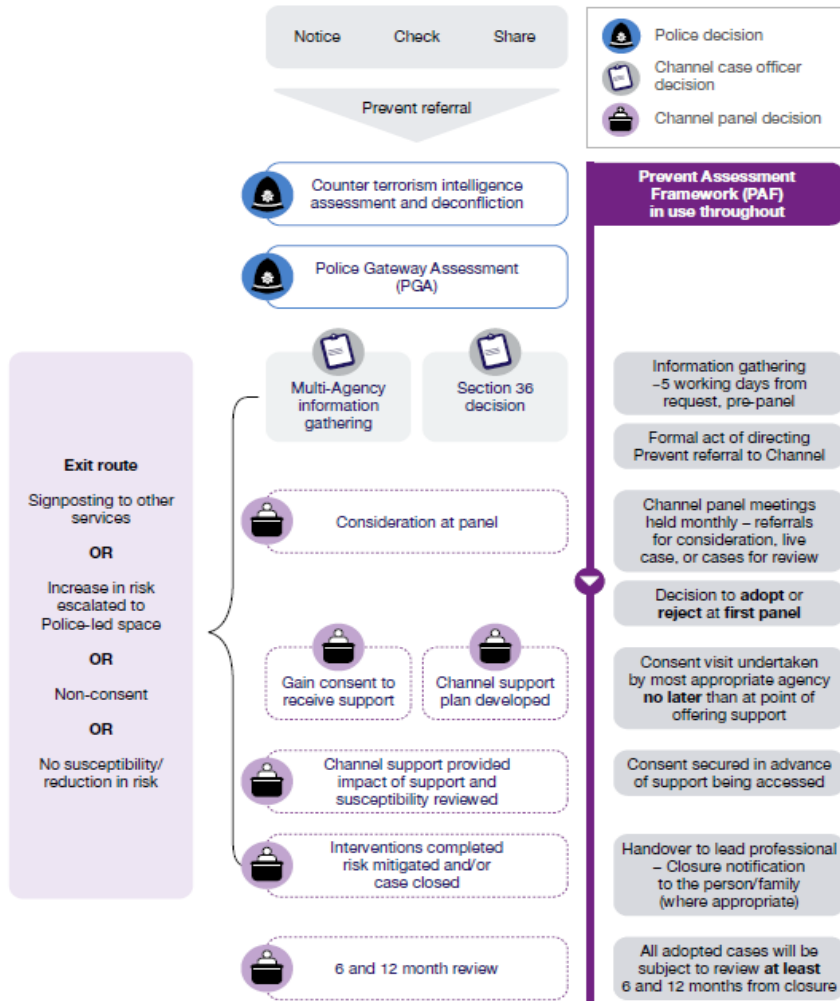 Notice Check Share
Prevent referral
Police decision
Channel case officer
decision
Channel panel decision
Counter terrorism intelligence
assessment and deconfliction
Police Gateway Assessment
(PGA)
Multi-Agency
information
gathering
Section 36
decision
Consideration at panel
Gain consent to
receive support
Channel support
plan developed
Channel support provided
impact of support and
susceptibility reviewed
Interventions completed
risk mitigated and/or
case closed
6 and 12 month review
Exit route
Signposting to other
services
OR
Increase in risk
escalated to
Police-led space
OR
Non-consent
OR
No susceptibility/
reduction in risk
Prevent Assessment
Framework (PAF)
in use throughout
Information gathering
–5 working days from
request, pre-panel
Formal act of directing
Prevent referral to Channel
Channel panel meetings
held monthly – referrals
for consideration, live
case, or cases for review
Decision to adopt or
reject at first panel
Consent visit undertaken
by most appropriate agency
no later than at point of
offering support
Consent secured in advance
of support being accessed
Handover to lead professional
– Closure notification
to the person/family
(where appropriate)
All adopted cases will be
subject to review at least
6 and 12 months from closure